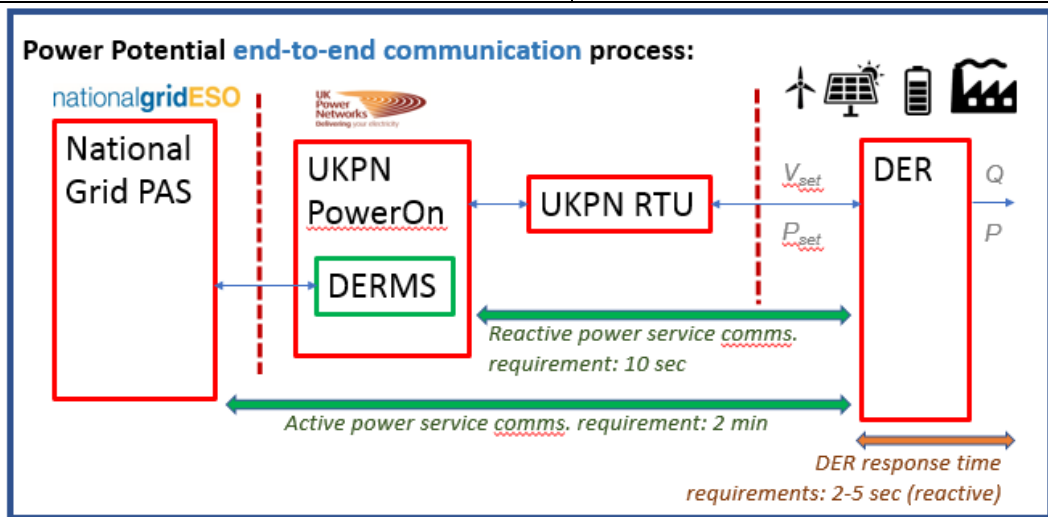 Power Potential end-to-end communication process:
nationalgridESO
UK
Power
Networks
Delivering your electricity
National
Grid PAS
UKPN
PowerOn
DERMS
UKPN RTU
Vset
Pset
DER
Q
P
Reactive power service comms.
requirement: 10 sec
Active power service comms. requirement: 2 min
DER response time
requirements: 2-5 sec (reactive)